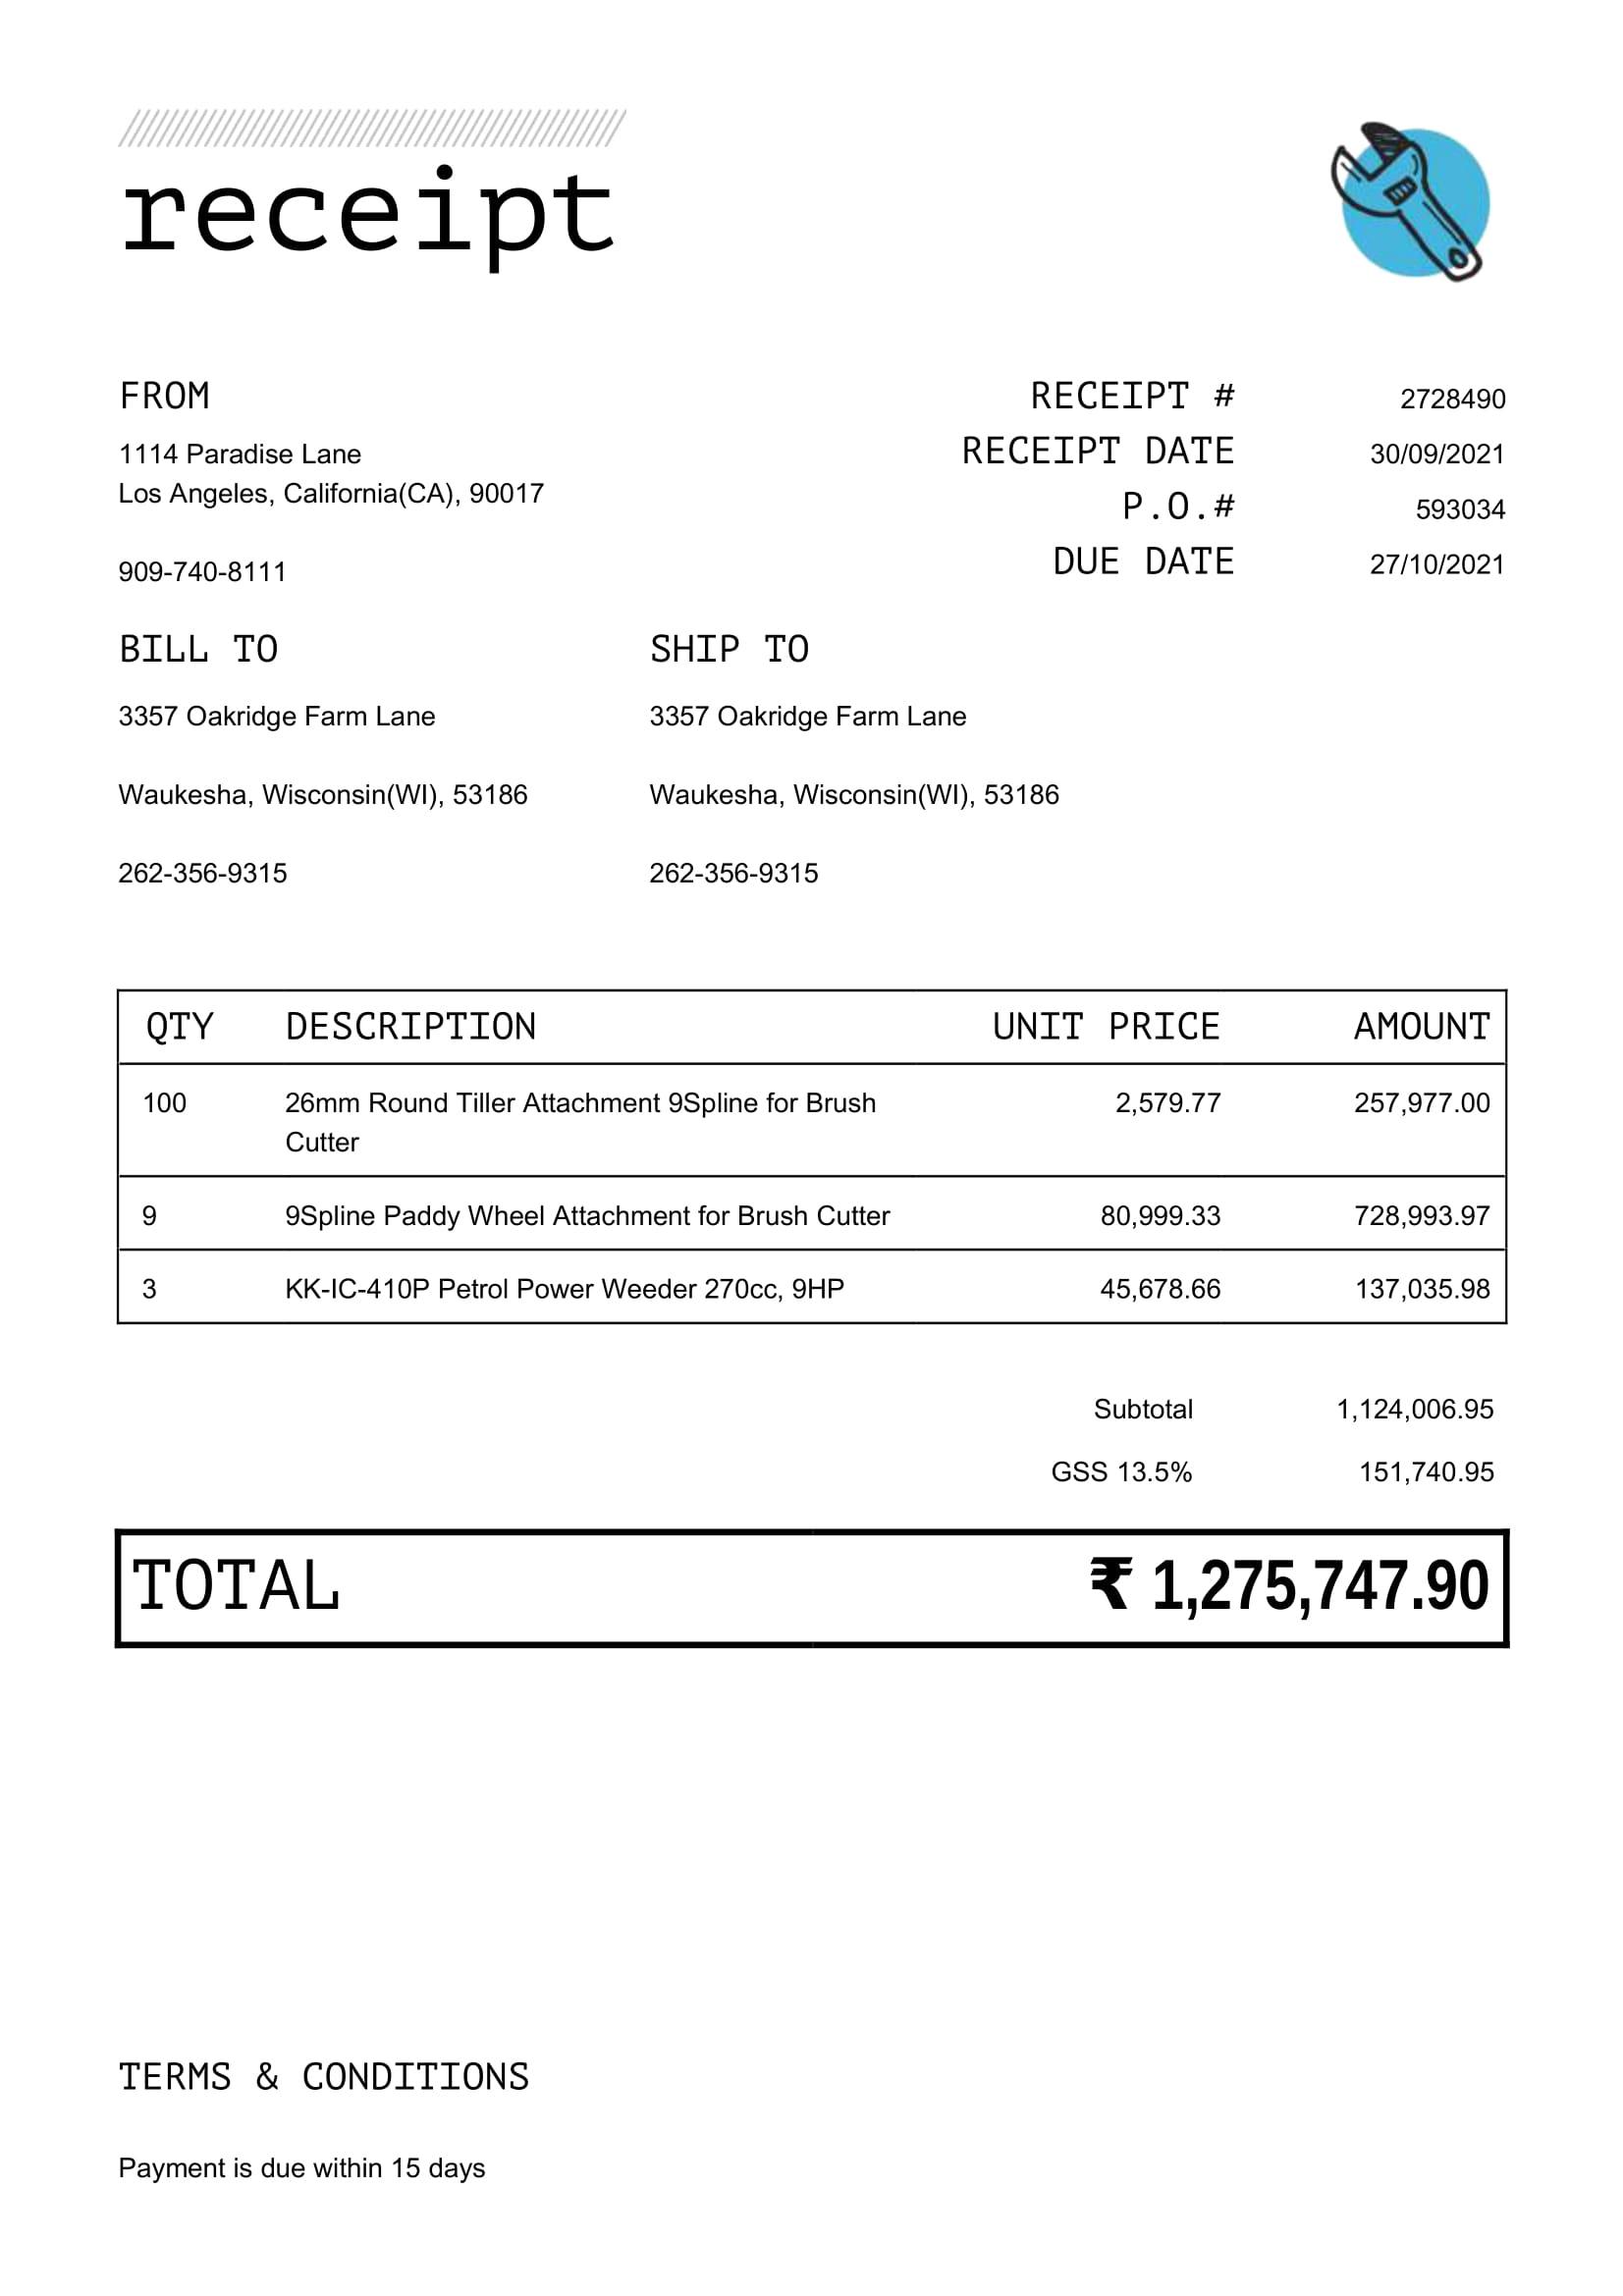 receipt
FROM
1114 Paradise Lane
Los Angeles, California(CA), 90017
909-740-8111
RECEIPT # 2728490
RECEIPT DATE 30/09/2021
P.O.# 593034
DUE DATE 27/10/2021
BILL TO
3357 Oakridge Farm Lane
Waukesha, Wisconsin(WI), 53186
262-356-9315
SHIP TO
3357 Oakridge Farm Lane
Waukesha, Wisconsin(WI), 53186
262-356-9315
QTY DESCRIPTION UNIT PRICE AMOUNT
100 26mm Round Tiller Attachment 9Spline for Brush 2,579.77 257,977.00
Cutter
9 9Spline Paddy Wheel Attachment for Brush Cutter 80,999.33 728,993.97
3 KK-IC-410P Petrol Power Weeder 270cc, 9HP 45,678.66 137,035.98
Subtotal 1,124,006.95
GSS 13.5% 151,740.95
TOTAL ₹ 1,275,747.90
TERMS & CONDITIONS
Payment is due within 15 days